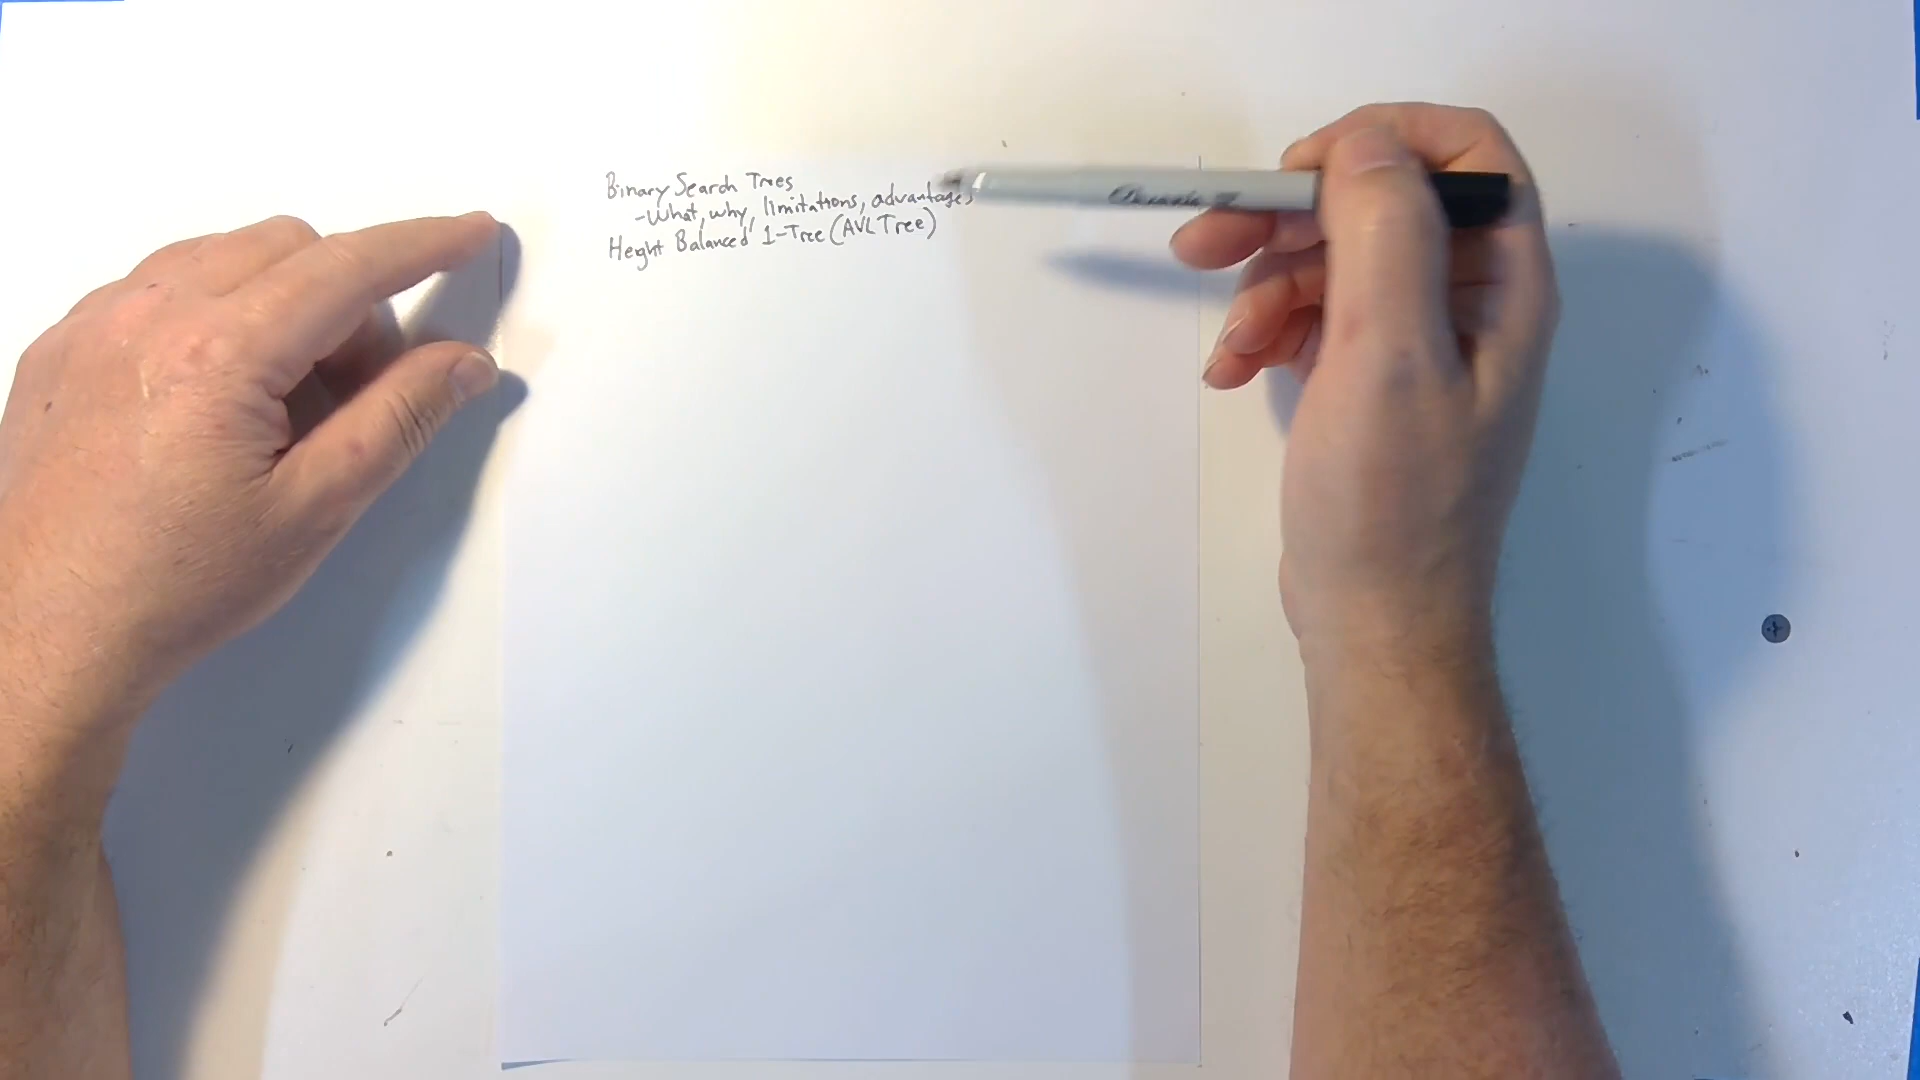 Binary Search Trees
-What, why, limitations, advantages
Height Balanced 1-Tree (AVL Tree)